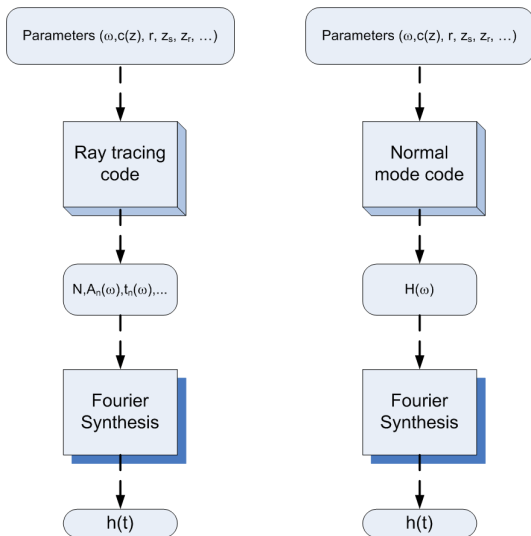 Parameters (ω,c(z), r, zₛ, zᵣ, ...)
Ray tracing
code
N,Aₙ(ω),tₙ(ω),...
Fourier
Synthesis
h(t)
Parameters (ω,c(z), r, zₛ, zᵣ, ...)
Normal
mode code
H(ω)
Fourier
Synthesis
h(t)